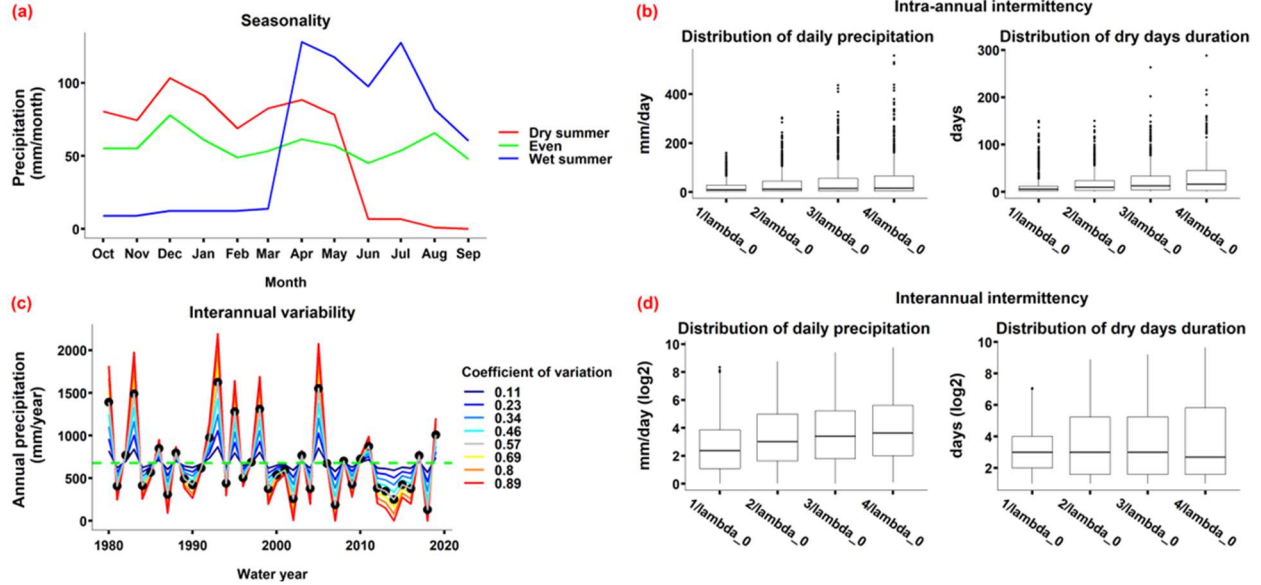 (a)
Seasonality
Precipitation
(mm/month)
100
50
0
Oct Nov Dec Jan Feb Mar Apr May Jun Jul Aug Sep
Month
Dry summer
Even
Wet summer
(b)
Intra-annual intermittency
Distribution of daily precipitation
mm/day
400
200
0
1/lambda_0
2/lambda_0
3/lambda_0
4/lambda_0
Distribution of dry days duration
days
300
200
100
0
1/lambda_0
2/lambda_0
3/lambda_0
4/lambda_0
(c)
Interannual variability
Annual precipitation
(mm/year)
2000
1500
1000
500
0
1980 1990 2000 2010 2020
Water year
Coefficient of variation
0.11
0.23
0.34
0.46
0.57
0.69
0.8
0.89
(d)
Interannual intermittency
Distribution of daily precipitation
mm/day (log2)
10
8
6
4
2
0
1/lambda_0
2/lambda_0
3/lambda_0
4/lambda_0
Distribution of dry days duration
days (log2)
10
8
6
4
2
1/lambda_0
2/lambda_0
3/lambda_0
4/lambda_0